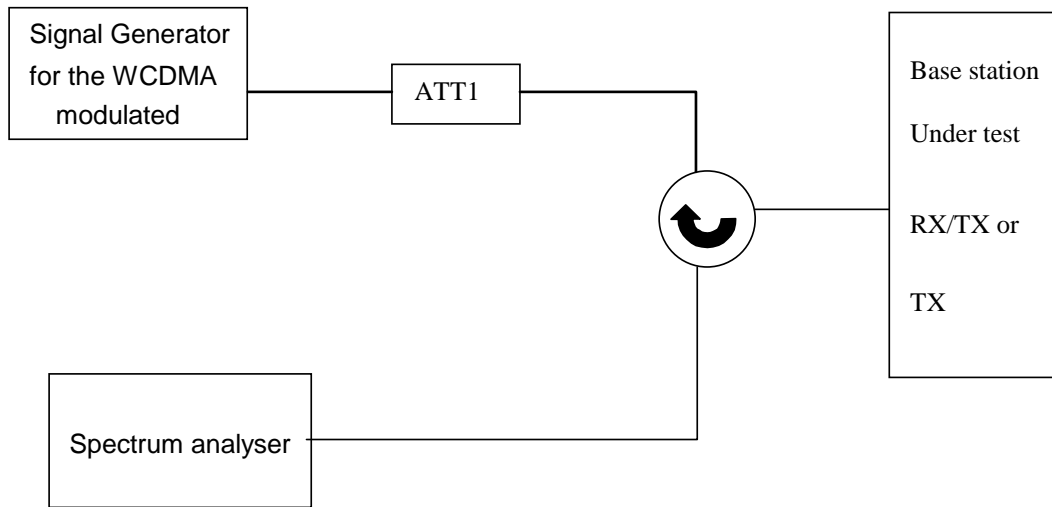 Signal Generator
for the WCDMA
modulated
ATT1
Base station
Under test
RX/TX or
TX
Spectrum analyser